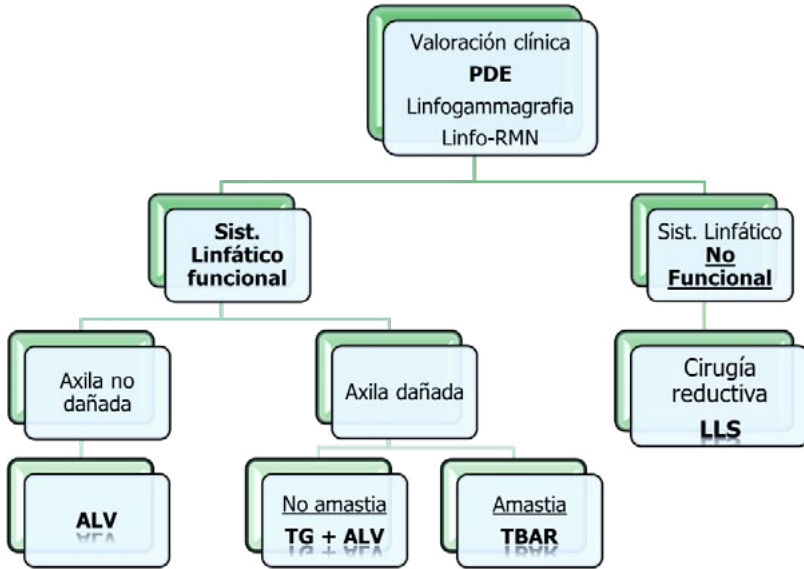 Valoración clínica
PDE
Linfogammagrafia
Linfo-RMN
Sist.
Linfático
funcional
Sist. Linfático
No
Funcional
Axila no
dañada
Axila dañada
Cirugía
reductiva
LLS
ALV
No amastia
TG + ALV
Amastia
TBAR